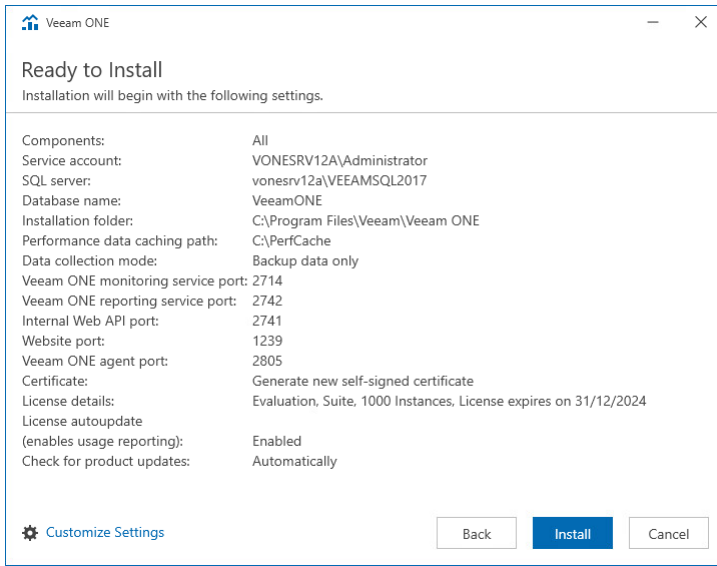 Veeam ONE
Ready to Install
Installation will begin with the following settings.
Components: All
Service account: VONESRV12A\Administrator
SQL server: vonesrv12a\VEEAMSQL2017
Database name: VeeamONE
Installation folder: C:\Program Files\Veeam\Veeam ONE
Performance data caching path: C:\PerfCache
Data collection mode: Backup data only
Veeam ONE monitoring service port: 2714
Veeam ONE reporting service port: 2742
Internal Web API port: 2741
Website port: 1239
Veeam ONE agent port: 2805
Certificate: Generate new self-signed certificate
License details: Evaluation, Suite, 1000 Instances, License expires on 31/12/2024
License autoupdate
(enables usage reporting): Enabled
Check for product updates: Automatically
Customize Settings Back Install Cancel